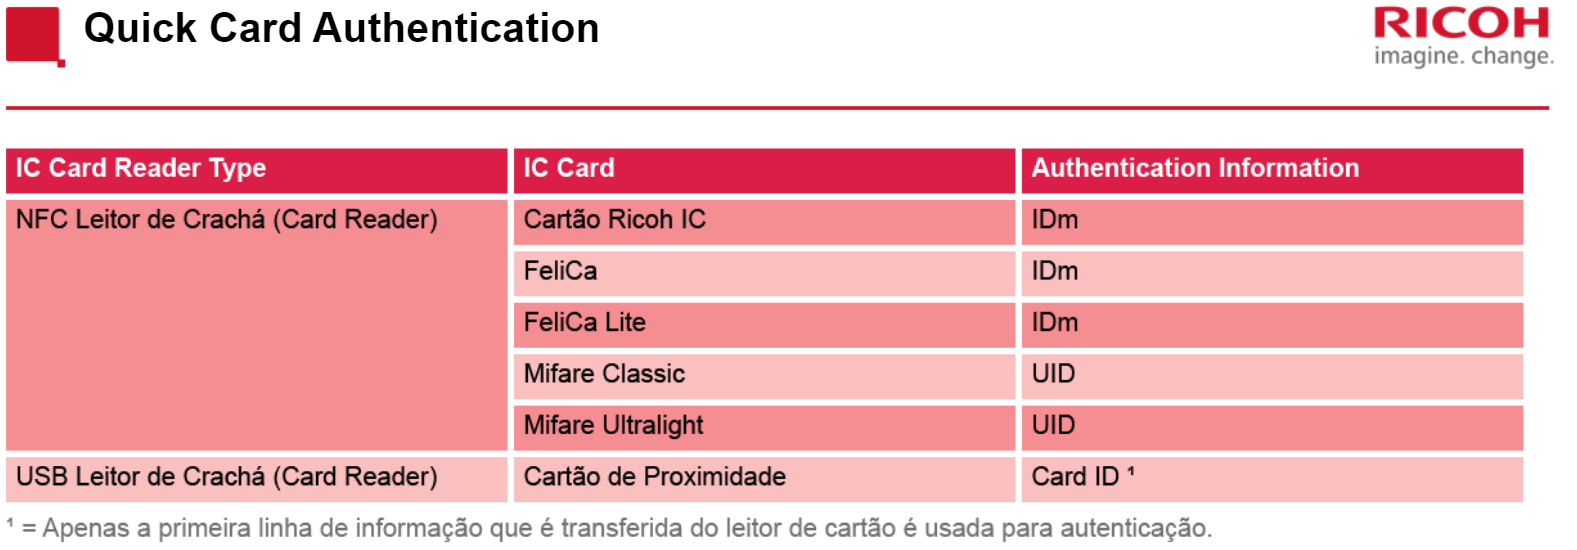 Quick Card Authentication
RICOH
imagine. change.
IC Card Reader Type IC Card Authentication Information
NFC Leitor de Crachá (Card Reader) Cartão Ricoh IC IDm
FeliCa IDm
FeliCa Lite IDm
Mifare Classic UID
Mifare Ultralight UID
USB Leitor de Crachá (Card Reader) Cartão de Proximidade Card ID ¹
¹ = Apenas a primeira linha de informação que é transferida do leitor de cartão é usada para autenticação.